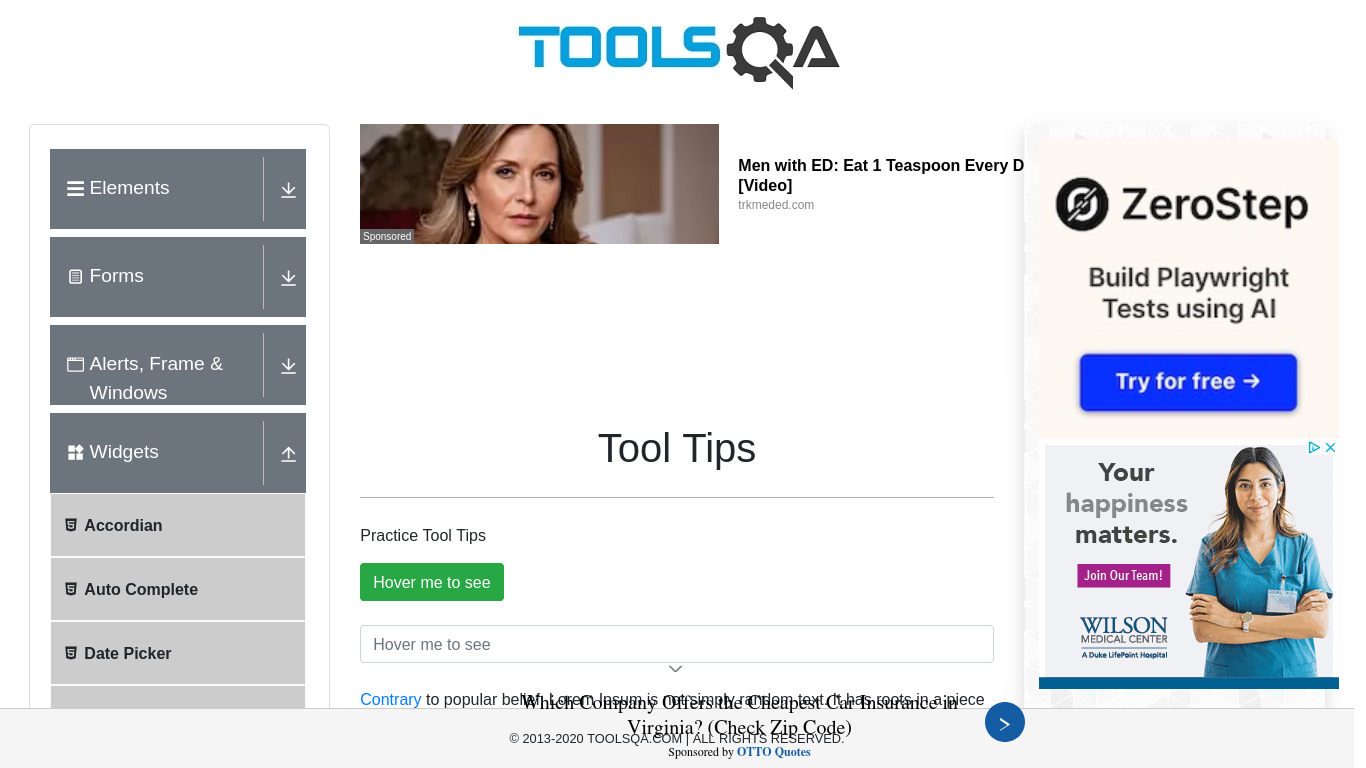 TOOLSQA
Elements
Forms
Alerts, Frame &
Windows
Widgets
Accordian
Auto Complete
Date Picker
Sponsored
Men with ED: Eat 1 Teaspoon Every D
[Video]
trkmeded.com
Tool Tips
Practice Tool Tips
Hover me to see
Hover me to see
Contrary to popular belief, Lorem Ipsum is not simply random text. It has roots in a piece
Which Company Offers the Cheapest Car Insurance in
Virginia? (Check Zip Code)
© 2013-2020 TOOLSQA.COM | ALL RIGHTS RESERVED.
Sponsored by OTTO Quotes
ZeroStep
Build Playwright
Tests using AI
Try for free →
Your
happiness
matters.
Join Our Team!
WILSON
MEDICAL CENTER
A Duke LifePoint Hospital